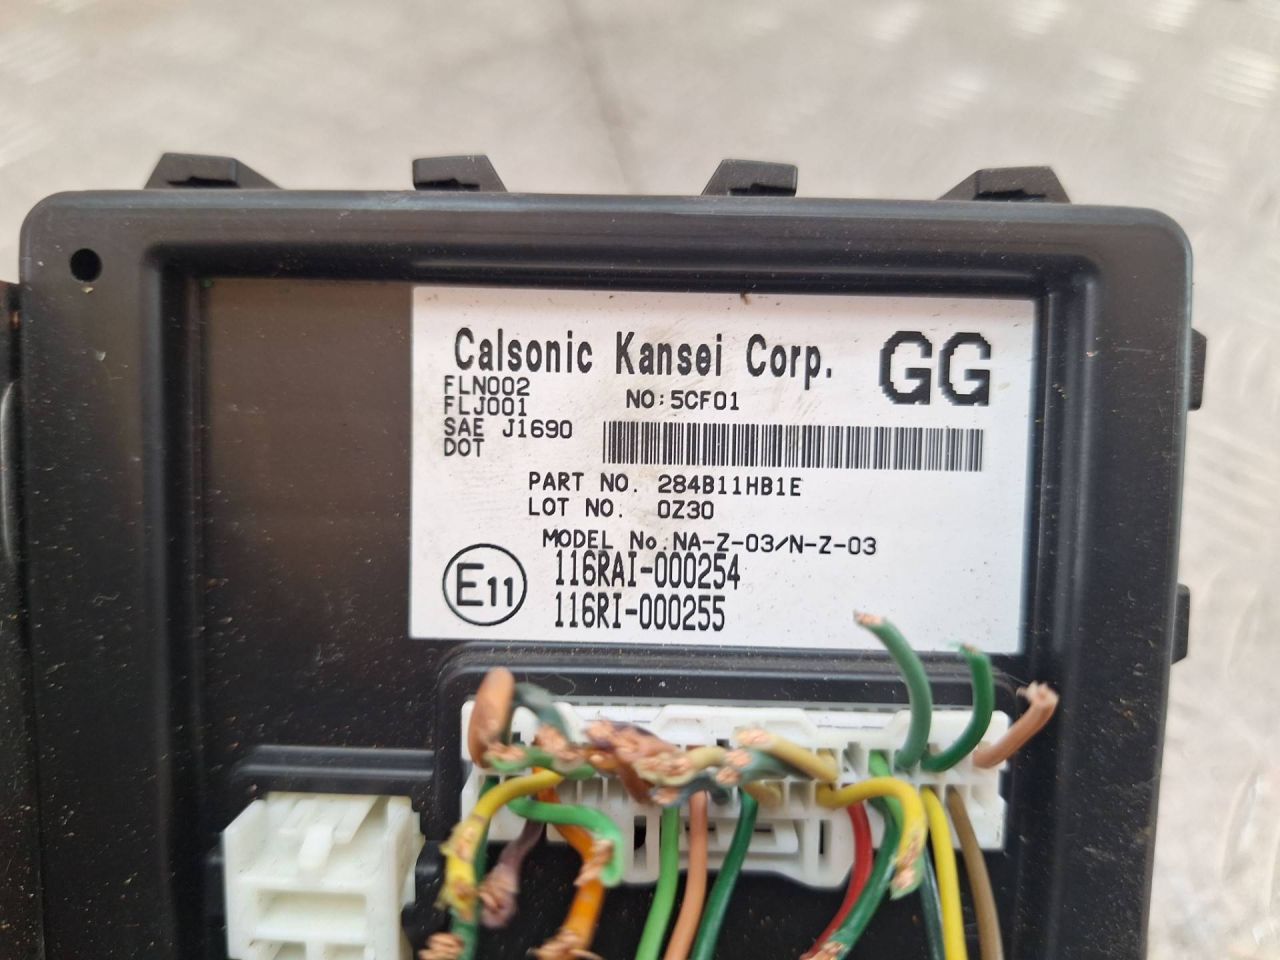 Calsonic Kansei Corp. GG
FLN002
FLJ001 NO:5CF01
SAE J1690
DOT
PART NO. 284B11HB1E
LOT NO. 0Z30
MODEL No.NA-Z-03/N-Z-03
E11 116RAI-000254
116RI-000255